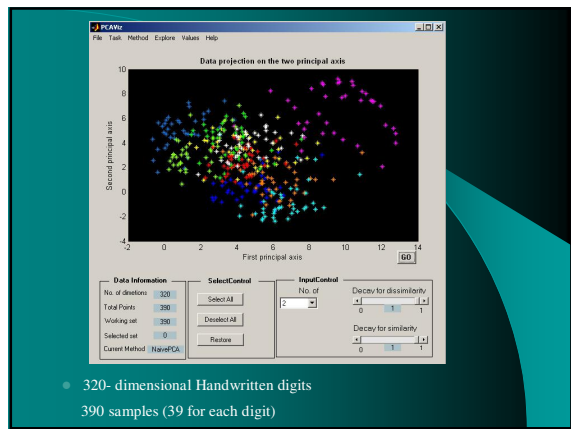 PCAViz
File Task Method Explore Values Help
Data projection on the two principal axis
10
8
6
4
2
0
-2
-4
Second principal axis
-2 0 2 4 6 8 10 12 14
First principal axis
GO
Data Information
No. of dimetions 320
Total Points 390
Working set 390
Selected set 0
Current Method NaivePCA
SelectControl
Select All
Deselect All
Restore
InputControl
No. of
2
Decay for dissimilarity
0 1 1
Decay for similarity
0 1 1
320- dimensional Handwritten digits
390 samples (39 for each digit)